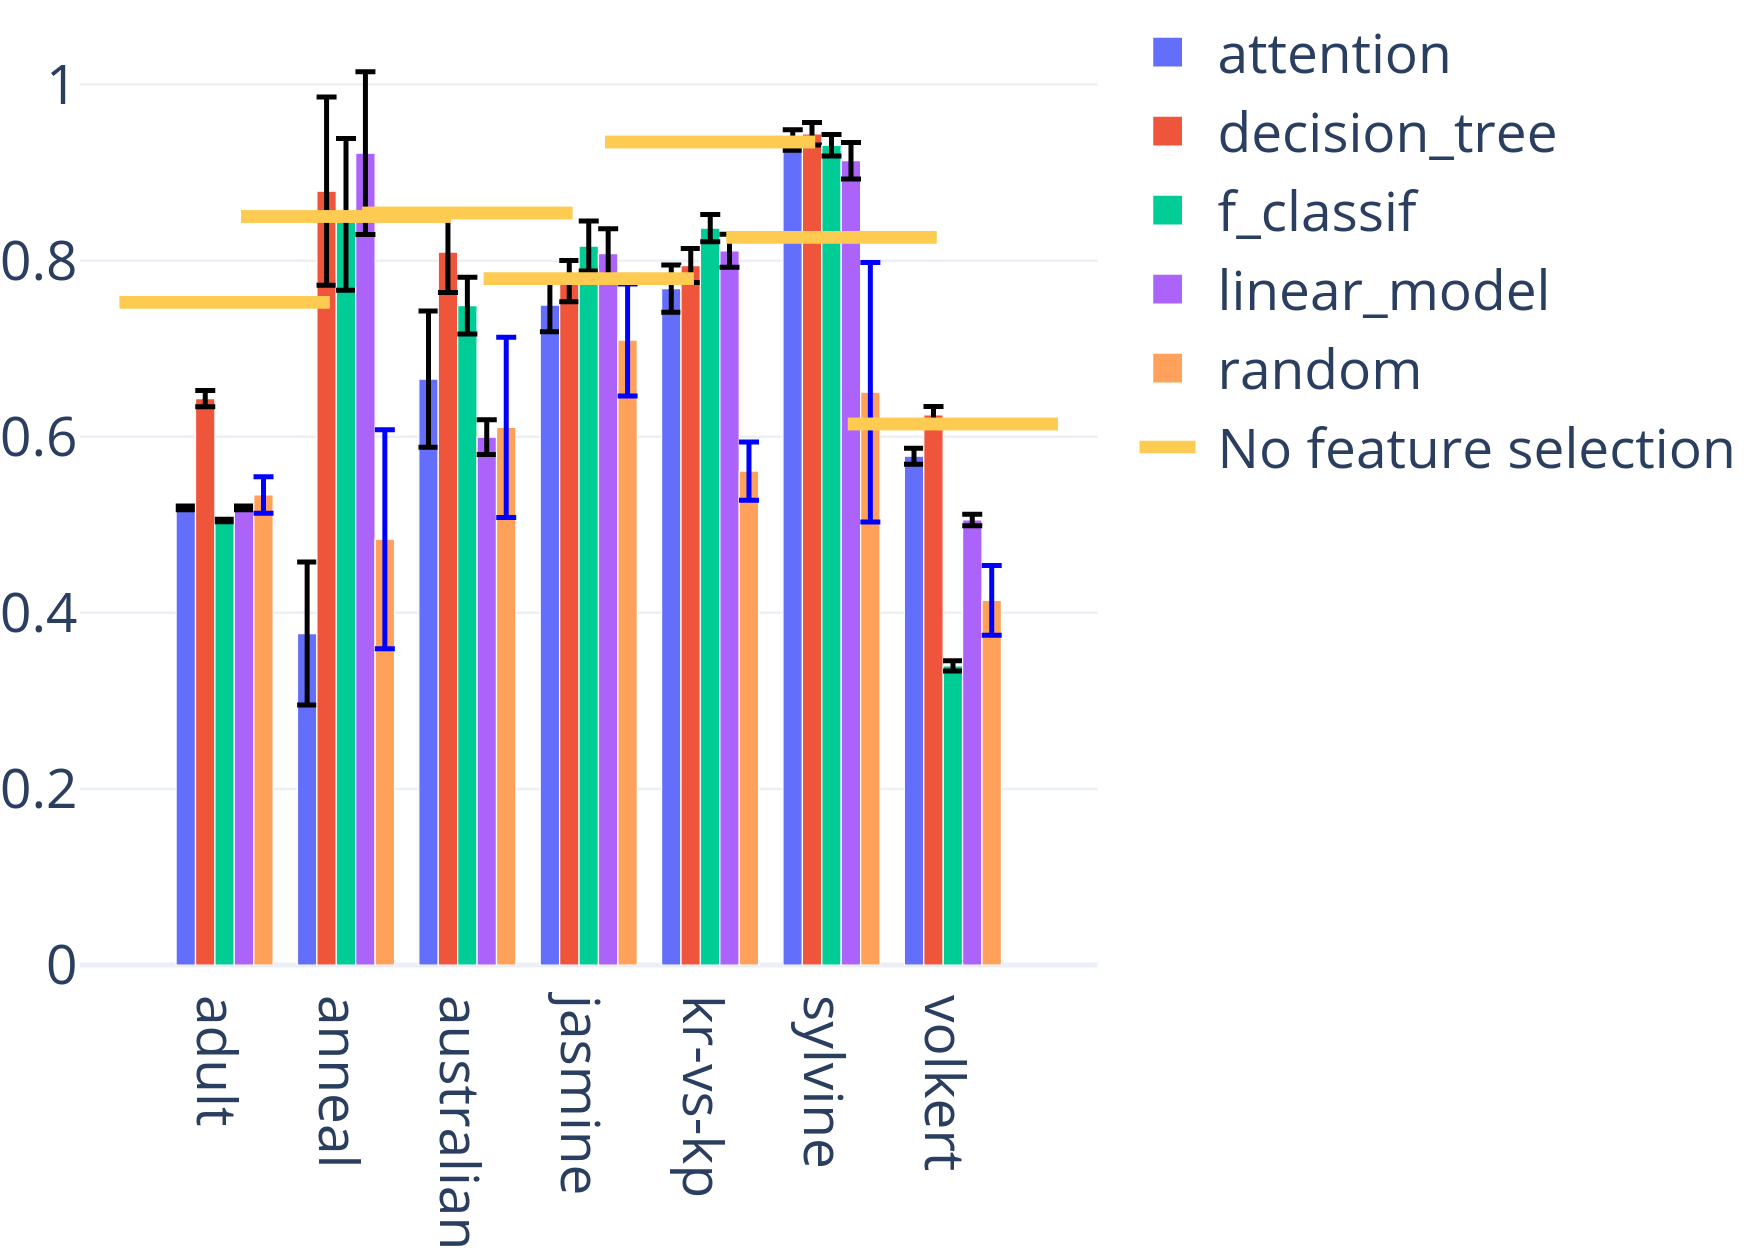 1
0.8
0.6
0.4
0.2
0
adult
anneal
australian
jasmine
kr-vs-kp
sylvine
volkert
attention
decision_tree
f_classif
linear_model
random
No feature selection